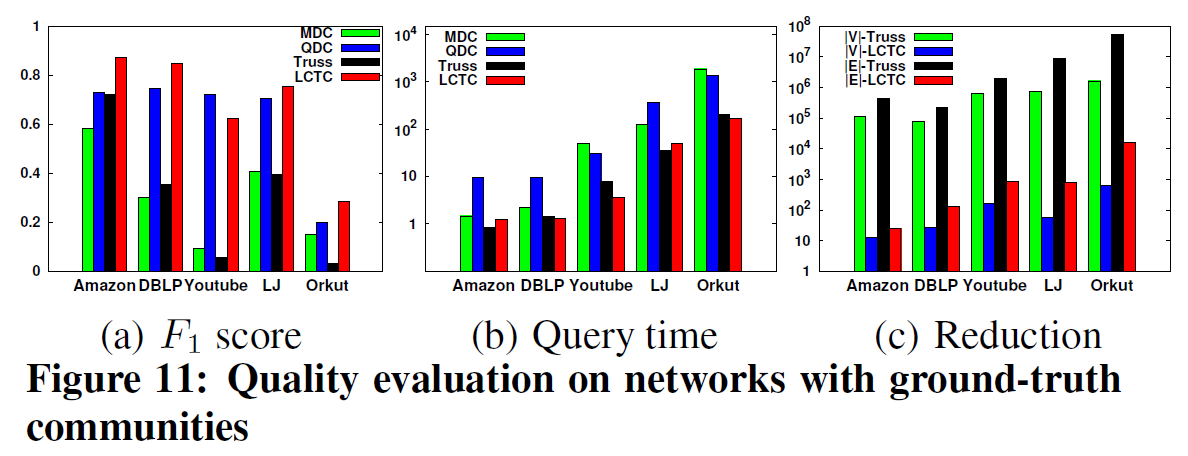 1
0.8
0.6
0.4
0.2
0
MDC
QDC
Truss
LCTC
Amazon DBLP Youtube LJ Orkut
(a) F1 score
10^4
10^3
10^2
10
1
MDC
QDC
Truss
LCTC
Amazon DBLP Youtube LJ Orkut
(b) Query time
10^8
10^7
10^6
10^5
10^4
10^3
10^2
10
1
|V|-Truss
|V|-LCTC
|E|-Truss
|E|-LCTC
Amazon DBLP Youtube LJ Orkut
(c) Reduction
Figure 11: Quality evaluation on networks with ground-truth
communities